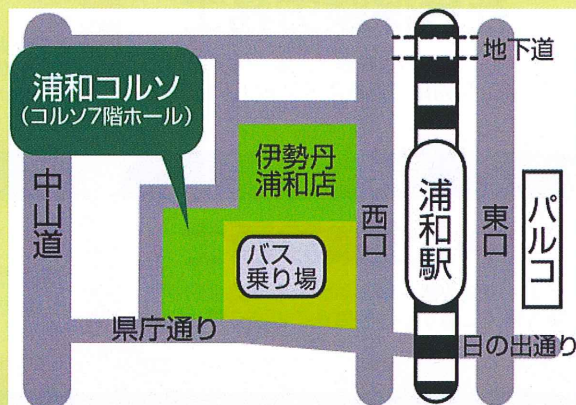 地下道
浦和コルソ
(コルソ7階ホール)
伊勢丹
浦和店
中山道
西口
浦和駅
東口
パルコ
バス
乗り場
県庁通り
日の出通り